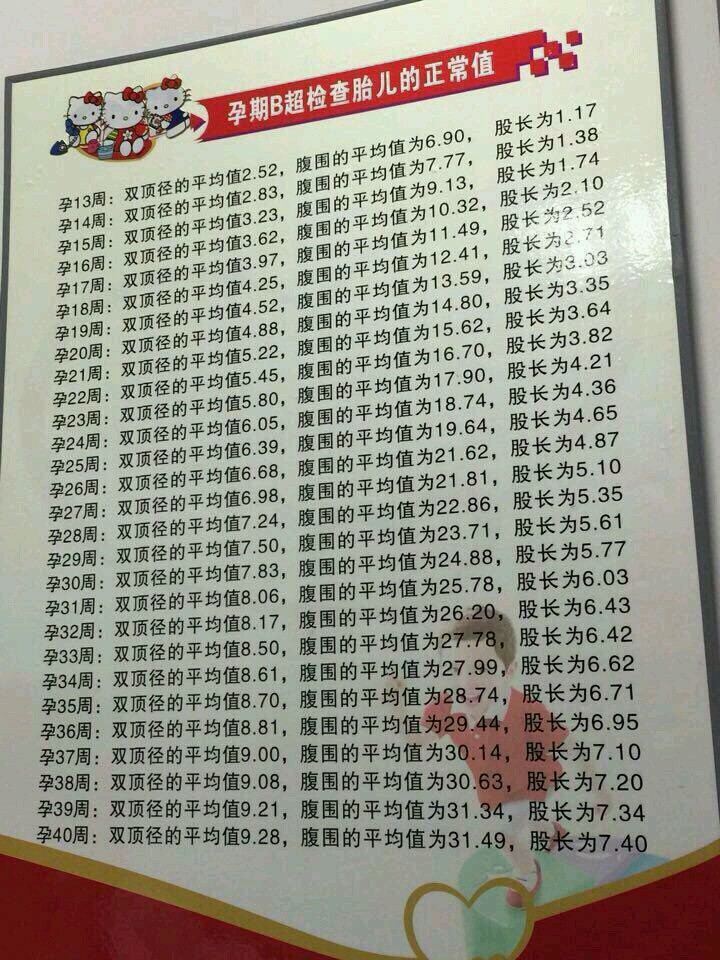 孕期B超检查胎儿的正常值
孕13周：双顶径的平均值2.52，腹围的平均值为6.90，股长为1.17
孕14周：双顶径的平均值2.83，腹围的平均值为7.77，股长为1.38
孕15周：双顶径的平均值3.23，腹围的平均值为9.13，股长为1.74
孕16周：双顶径的平均值3.62，腹围的平均值为10.32，股长为2.10
孕17周：双顶径的平均值3.97，腹围的平均值为11.49，股长为2.52
孕18周：双顶径的平均值4.25，腹围的平均值为12.41，股长为2.71
孕19周：双顶径的平均值4.52，腹围的平均值为13.59，股长为3.03
孕20周：双顶径的平均值4.88，腹围的平均值为14.80，股长为3.35
孕21周：双顶径的平均值5.22，腹围的平均值为15.62，股长为3.64
孕22周：双顶径的平均值5.45，腹围的平均值为16.70，股长为3.82
孕23周：双顶径的平均值5.80，腹围的平均值为17.90，股长为4.21
孕24周：双顶径的平均值6.05，腹围的平均值为18.74，股长为4.36
孕25周：双顶径的平均值6.39，腹围的平均值为19.64，股长为4.65
孕26周：双顶径的平均值6.68，腹围的平均值为21.62，股长为4.87
孕27周：双顶径的平均值6.98，腹围的平均值为21.81，股长为5.10
孕28周：双顶径的平均值7.24，腹围的平均值为22.86，股长为5.35
孕29周：双顶径的平均值7.50，腹围的平均值为23.71，股长为5.61
孕30周：双顶径的平均值7.83，腹围的平均值为24.88，股长为5.77
孕31周：双顶径的平均值8.06，腹围的平均值为25.78，股长为6.03
孕32周：双顶径的平均值8.17，腹围的平均值为26.20，股长为6.43
孕33周：双顶径的平均值8.50，腹围的平均值为27.78，股长为6.42
孕34周：双顶径的平均值8.61，腹围的平均值为27.99，股长为6.62
孕35周：双顶径的平均值8.70，腹围的平均值为28.74，股长为6.71
孕36周：双顶径的平均值8.81，腹围的平均值为29.44，股长为6.95
孕37周：双顶径的平均值9.00，腹围的平均值为30.14，股长为7.10
孕38周：双顶径的平均值9.08，腹围的平均值为30.63，股长为7.20
孕39周：双顶径的平均值9.21，腹围的平均值为31.34，股长为7.34
孕40周：双顶径的平均值9.28，腹围的平均值为31.49，股长为7.40